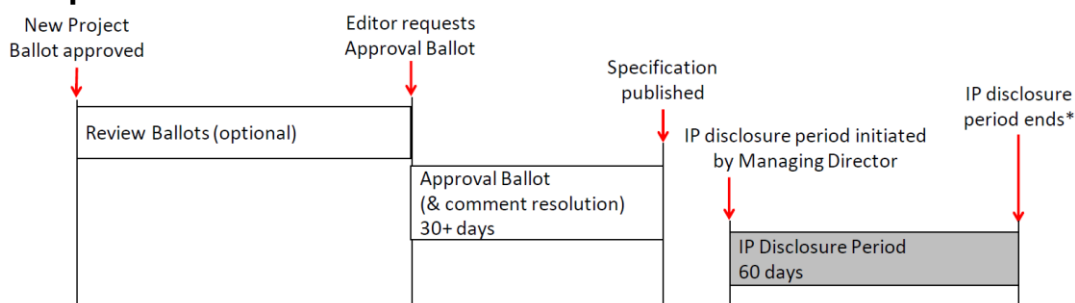 New Project
Ballot approved
Editor requests
Approval Ballot
Specification
published
IP disclosure
period ends*
IP disclosure period initiated
by Managing Director
Review Ballots (optional)
Approval Ballot
(& comment resolution)
30+ days
IP Disclosure Period
60 days